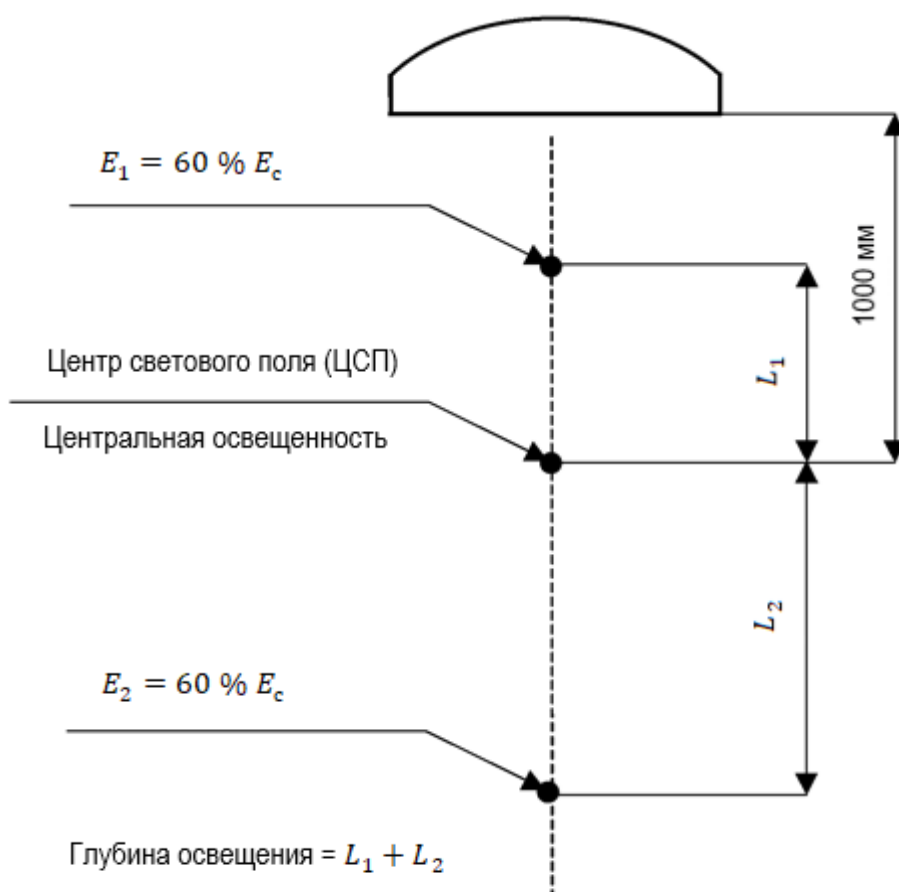 E₁ = 60 % E_c
1000 мм
L₁
Центр светового поля (ЦСП)
Центральная освещенность
L₂
E₂ = 60 % E_c
Глубина освещения = L₁ + L₂